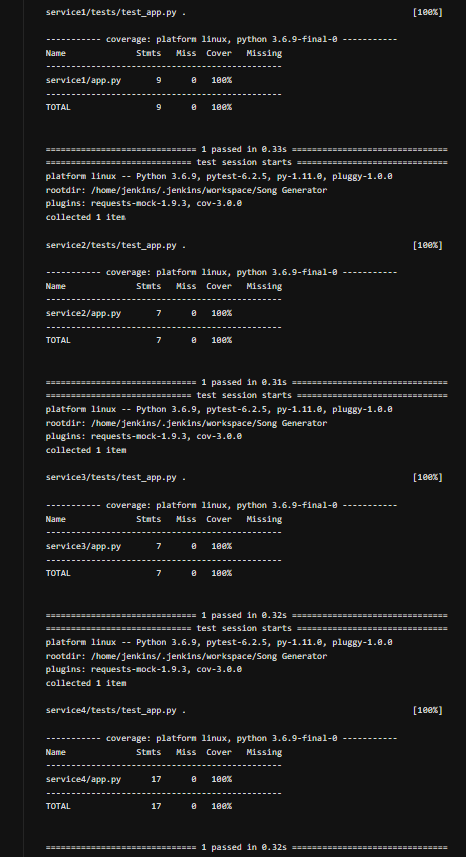 service1/tests/test_app.py . [100%]
----------- coverage: platform linux, python 3.6.9-final-0 -----------
Name Stmts Miss Cover Missing
-----------------------------------------------
service1/app.py 9 0 100%
-----------------------------------------------
TOTAL 9 0 100%
============================== 1 passed in 0.33s ===============================
============================= test session starts ==============================
platform linux -- Python 3.6.9, pytest-6.2.5, py-1.11.0, pluggy-1.0.0
rootdir: /home/jenkins/.jenkins/workspace/Song Generator
plugins: requests-mock-1.9.3, cov-3.0.0
collected 1 item
service2/tests/test_app.py . [100%]
----------- coverage: platform linux, python 3.6.9-final-0 -----------
Name Stmts Miss Cover Missing
-----------------------------------------------
service2/app.py 7 0 100%
-----------------------------------------------
TOTAL 7 0 100%
============================== 1 passed in 0.31s ===============================
============================= test session starts ==============================
platform linux -- Python 3.6.9, pytest-6.2.5, py-1.11.0, pluggy-1.0.0
rootdir: /home/jenkins/.jenkins/workspace/Song Generator
plugins: requests-mock-1.9.3, cov-3.0.0
collected 1 item
service3/tests/test_app.py . [100%]
----------- coverage: platform linux, python 3.6.9-final-0 -----------
Name Stmts Miss Cover Missing
-----------------------------------------------
service3/app.py 7 0 100%
-----------------------------------------------
TOTAL 7 0 100%
============================== 1 passed in 0.32s ===============================
============================= test session starts ==============================
platform linux -- Python 3.6.9, pytest-6.2.5, py-1.11.0, pluggy-1.0.0
rootdir: /home/jenkins/.jenkins/workspace/Song Generator
plugins: requests-mock-1.9.3, cov-3.0.0
collected 1 item
service4/tests/test_app.py . [100%]
----------- coverage: platform linux, python 3.6.9-final-0 -----------
Name Stmts Miss Cover Missing
-----------------------------------------------
service4/app.py 17 0 100%
-----------------------------------------------
TOTAL 17 0 100%
============================== 1 passed in 0.32s ===============================